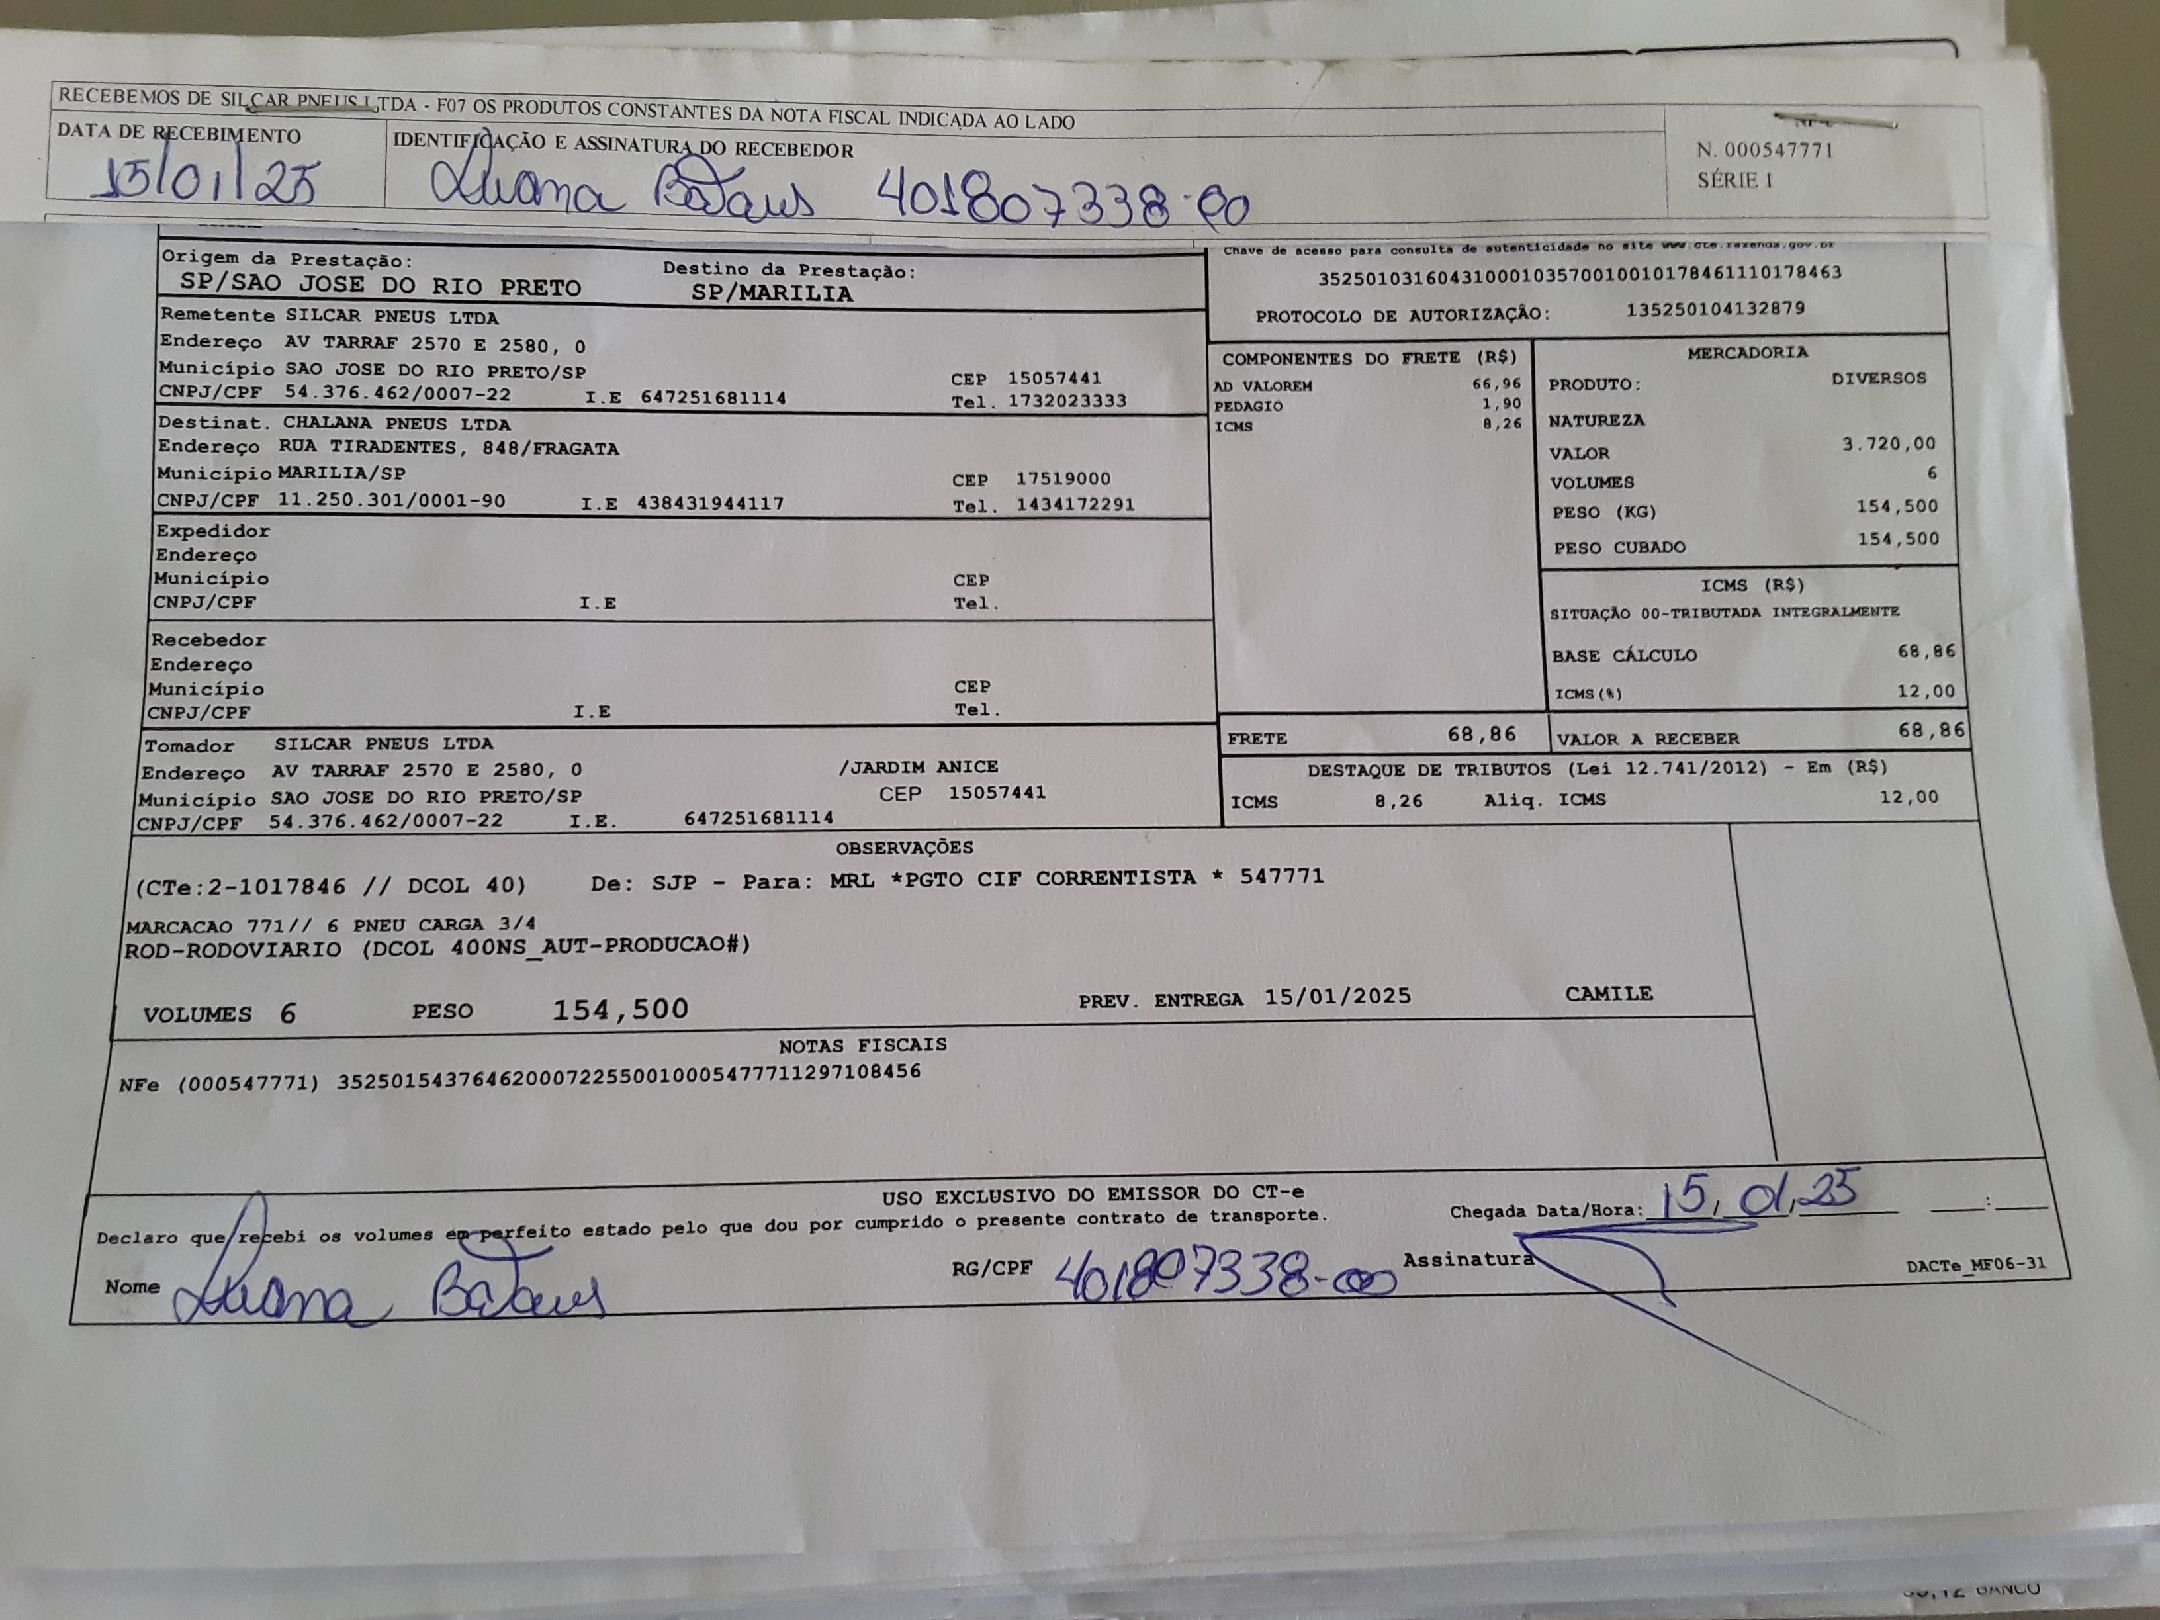 RECEBEMOS DE SILCAR PNEUS LTDA - F07 OS PRODUTOS CONSTANTES DA NOTA FISCAL INDICADA AO LADO
DATA DE RECEBIMENTO
15/01/25
IDENTIFICAÇÃO E ASSINATURA DO RECEBEDOR
Luana 401807338-00
N. 000547771
SÉRIE 1
Origem da Prestação:
SP/SAO JOSE DO RIO PRETO
Destino da Prestação:
SP/MARILIA
Chave de acesso para consulta de autenticidade no site www.cte.fazenda.gov.br
35250103160431000103570010010178461110178463
PROTOCOLO DE AUTORIZAÇÃO: 135250104132879
Remetente SILCAR PNEUS LTDA
Endereço AV TARRAF 2570 E 2580, 0
Município SAO JOSE DO RIO PRETO/SP CEP 15057441
CNPJ/CPF 54.376.462/0007-22 I.E 647251681114 Tel. 1732023333
Destinat. CHALANA PNEUS LTDA
Endereço RUA TIRADENTES, 848/FRAGATA
Município MARILIA/SP CEP 17519000
CNPJ/CPF 11.250.301/0001-90 I.E 438431944117 Tel. 1434172291
Expedidor
Endereço
Município CEP
CNPJ/CPF I.E Tel.
Recebedor
Endereço
Município CEP
CNPJ/CPF I.E Tel.
Tomador SILCAR PNEUS LTDA
Endereço AV TARRAF 2570 E 2580, 0 /JARDIM ANICE
Município SAO JOSE DO RIO PRETO/SP CEP 15057441
CNPJ/CPF 54.376.462/0007-22 I.E. 647251681114
COMPONENTES DO FRETE (R$)
AD VALOREM 66,96
PEDAGIO 1,90
ICMS 8,26
MERCADORIA
PRODUTO: DIVERSOS
NATUREZA
VALOR 3.720,00
VOLUMES 6
PESO (KG) 154,500
PESO CUBADO 154,500
ICMS (R$)
SITUAÇÃO 00-TRIBUTADA INTEGRALMENTE
BASE CÁLCULO 68,86
ICMS(%) 12,00
FRETE 68,86
VALOR A RECEBER 68,86
DESTAQUE DE TRIBUTOS (Lei 12.741/2012) - Em (R$)
ICMS 8,26 Aliq. ICMS 12,00
OBSERVAÇÕES
(CTe:2-1017846 // DCOL 40) De: SJP - Para: MRL *PGTO CIF CORRENTISTA * 547771
MARCACAO 771// 6 PNEU CARGA 3/4
ROD-RODOVIARIO (DCOL 400NS_AUT-PRODUCAO#)
VOLUMES 6 PESO 154,500 PREV. ENTREGA 15/01/2025 CAMILE
NOTAS FISCAIS
NFe (000547771) 35250154376462000722550010005477711297108456
USO EXCLUSIVO DO EMISSOR DO CT-e
Declaro que recebi os volumes em perfeito estado pelo que dou por cumprido o presente contrato de transporte.
Chegada Data/Hora: 15, 01, 25 :
Nome Luana
RG/CPF 401807338-00
Assinatura
DACTe_MF06-31
BANCO